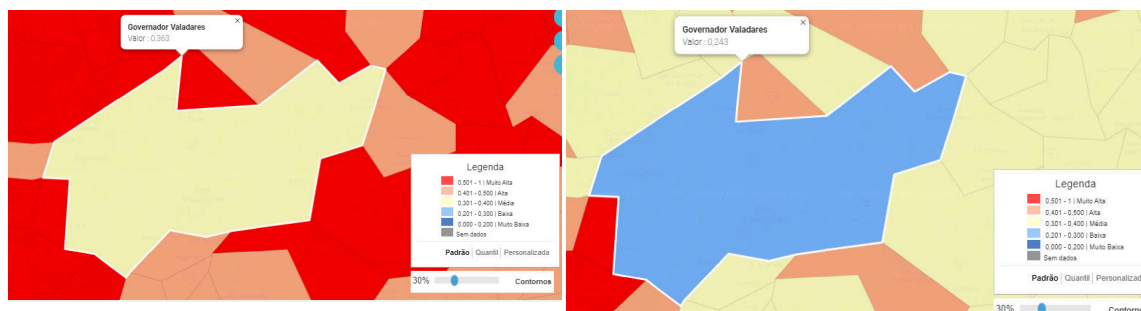 Governador Valadares
Valor : 0,363
×
Legenda
0,501 - 1 | Muito Alta
0,401 - 0,500 | Alta
0,301 - 0,400 | Média
0,201 - 0,300 | Baixa
0,000 - 0,200 | Muito Baixa
Sem dados
Padrão | Quantil | Personalizada
30%
Contornos
Governador Valadares
Valor : 0,243
×
Legenda
0,501 - 1 | Muito Alta
0,401 - 0,500 | Alta
0,301 - 0,400 | Média
0,201 - 0,300 | Baixa
0,000 - 0,200 | Muito Baixa
Sem dados
Padrão | Quantil | Personalizad
30%
Contornos